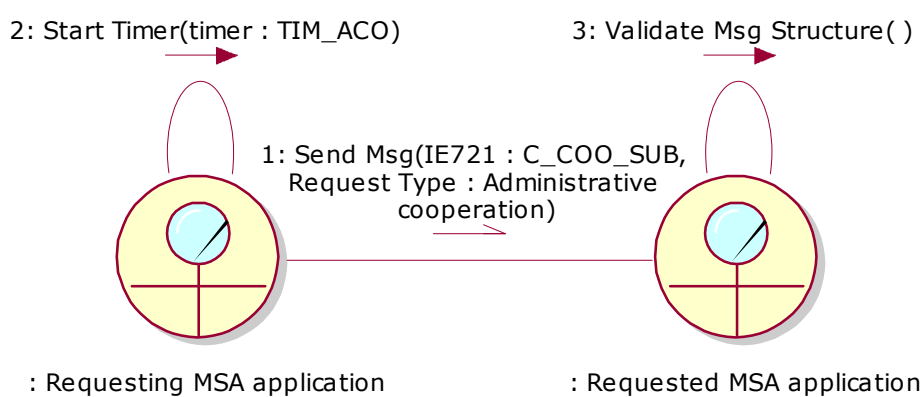 2: Start Timer(timer : TIM_ACO)
3: Validate Msg Structure( )
1: Send Msg(IE721 : C_COO_SUB,
Request Type : Administrative
cooperation)
: Requesting MSA application
: Requested MSA application